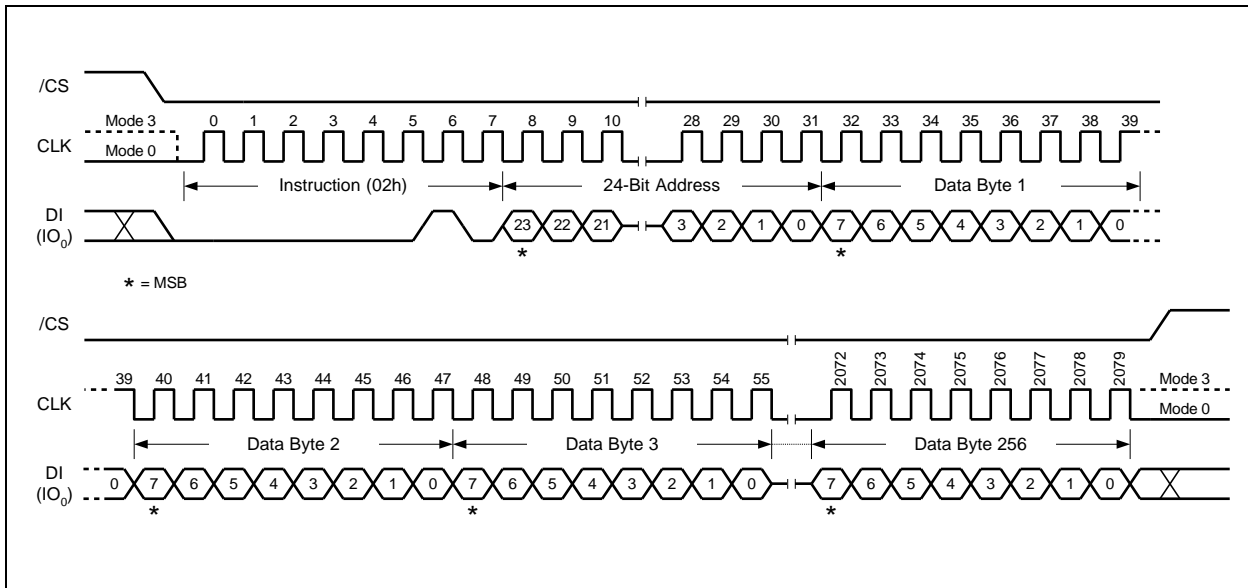 /CS
Mode 3
0 1 2 3 4 5 6 7 8 9 10 28 29 30 31 32 33 34 35 36 37 38 39
CLK
Mode 0
Instruction (02h) 24-Bit Address Data Byte 1
DI
(IO0)
23 22 21 3 2 1 0 7 6 5 4 3 2 1 0
* *
* = MSB
/CS
39 40 41 42 43 44 45 46 47 48 49 50 51 52 53 54 55 2072 2073 2074 2075 2076 2077 2078 2079
Mode 3
CLK
Mode 0
Data Byte 2 Data Byte 3 Data Byte 256
DI
(IO0)
0 7 6 5 4 3 2 1 0 7 6 5 4 3 2 1 0 7 6 5 4 3 2 1 0
* * *